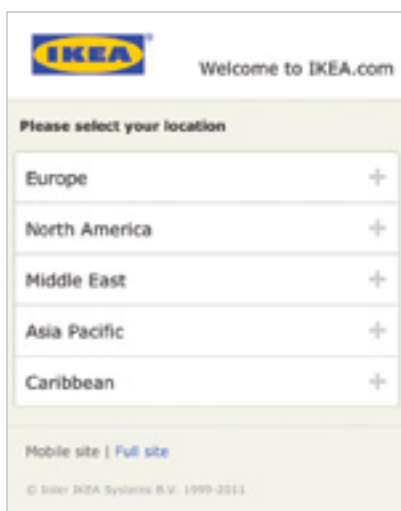 IKEA
Welcome to IKEA.com
Please select your location
Europe
North America
Middle East
Asia Pacific
Caribbean
Mobile site | Full site
© Inter IKEA Systems B.V. 1999-2011